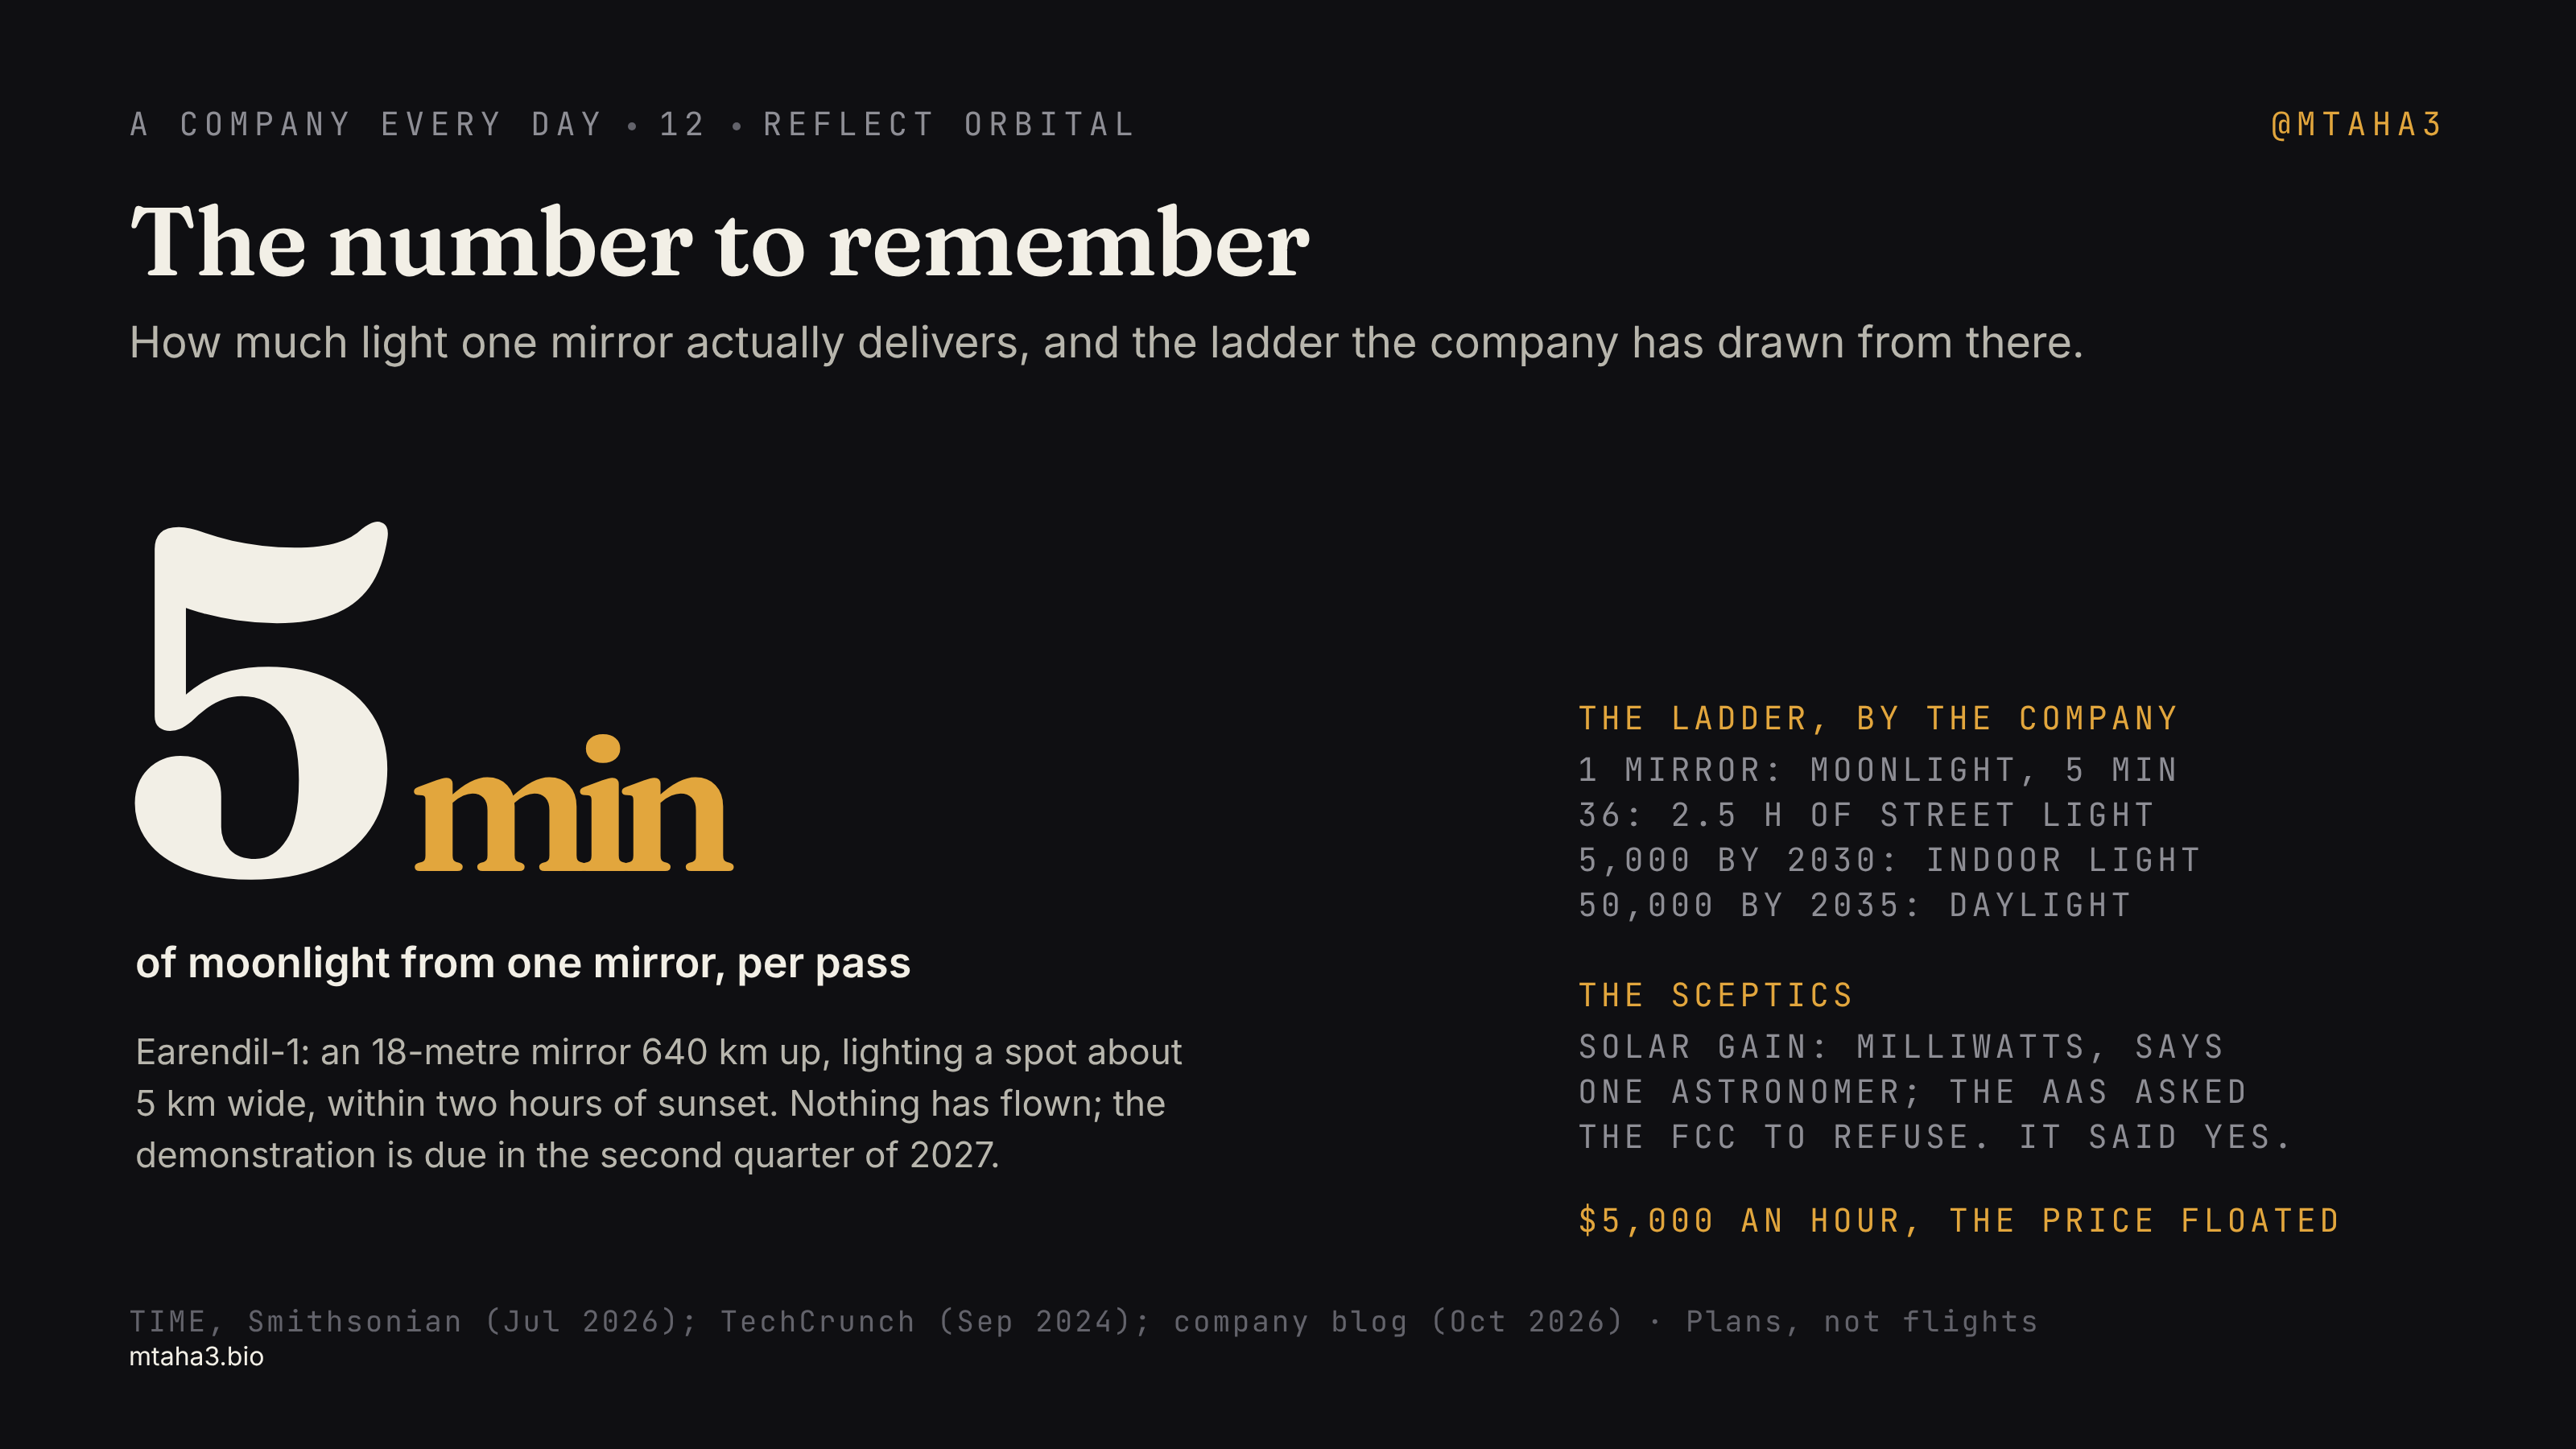 A COMPANY EVERY DAY · 12 · REFLECT ORBITAL
@MTAHA3
The number to remember
How much light one mirror actually delivers, and the ladder the company has drawn from there.
5 min
of moonlight from one mirror, per pass
Earendil-1: an 18-metre mirror 640 km up, lighting a spot about
5 km wide, within two hours of sunset. Nothing has flown; the
demonstration is due in the second quarter of 2027.
THE LADDER, BY THE COMPANY
1 MIRROR: MOONLIGHT, 5 MIN
36: 2.5 H OF STREET LIGHT
5,000 BY 2030: INDOOR LIGHT
50,000 BY 2035: DAYLIGHT
THE SCEPTICS
SOLAR GAIN: MILLIWATTS, SAYS
ONE ASTRONOMER; THE AAS ASKED
THE FCC TO REFUSE. IT SAID YES.
$5,000 AN HOUR, THE PRICE FLOATED
TIME, Smithsonian (Jul 2026); TechCrunch (Sep 2024); company blog (Oct 2026) · Plans, not flights
mtaha3.bio